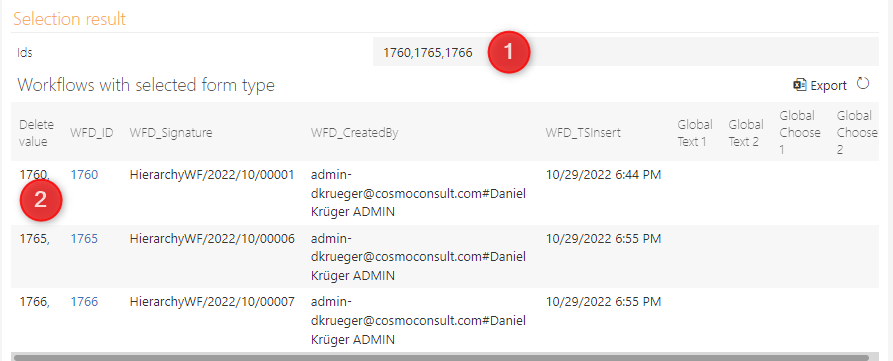 Selection result
Ids 1760,1765,1766 1
Workflows with selected form type Export
Delete value WFD_ID WFD_Signature WFD_CreatedBy WFD_TSInsert Global Text 1 Global Text 2 Global Choose 1 Global Choose 2
1760, 1760 HierarchyWF/2022/10/00001 admin- 10/29/2022 6:44 PM
2 dkrueger@cosmoconsult.com#Daniel
Krüger ADMIN
1765, 1765 HierarchyWF/2022/10/00006 admin- 10/29/2022 6:55 PM
dkrueger@cosmoconsult.com#Daniel
Krüger ADMIN
1766, 1766 HierarchyWF/2022/10/00007 admin- 10/29/2022 6:55 PM
dkrueger@cosmoconsult.com#Daniel
Krüger ADMIN